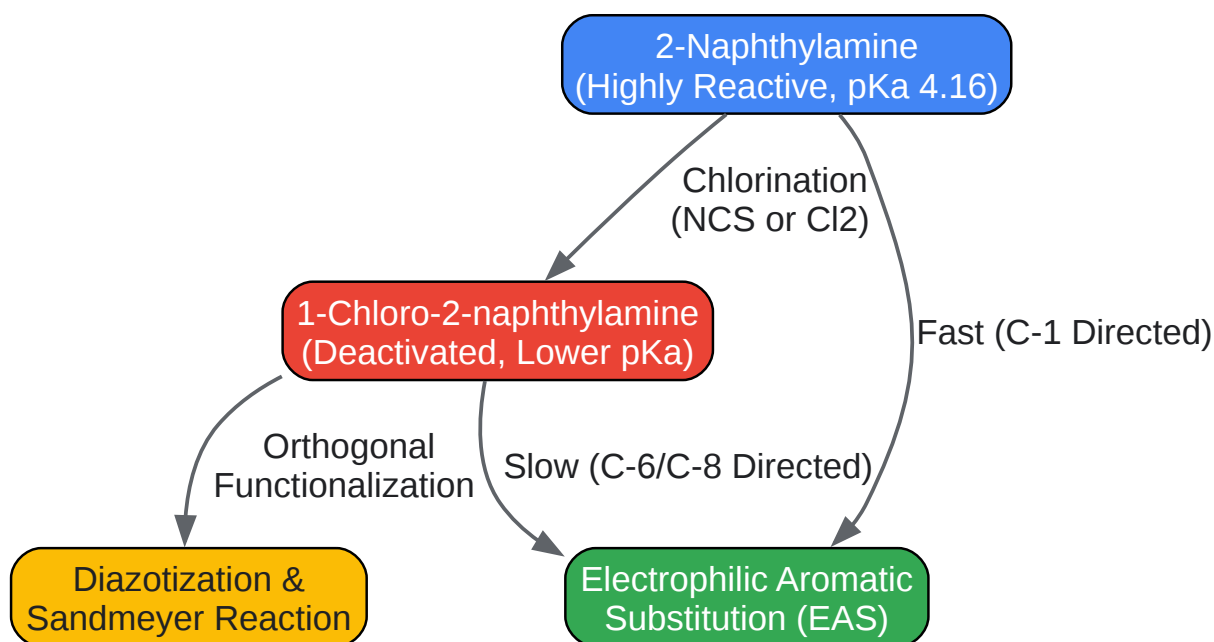 2-Naphthylamine
(Highly Reactive, pKa 4.16)
Chlorination
(NCS or Cl2)
1-Chloro-2-naphthylamine
(Deactivated, Lower pKa)
Fast (C-1 Directed)
Orthogonal
Functionalization
Slow (C-6/C-8 Directed)
Diazotization &
Sandmeyer Reaction
Electrophilic Aromatic
Substitution (EAS)